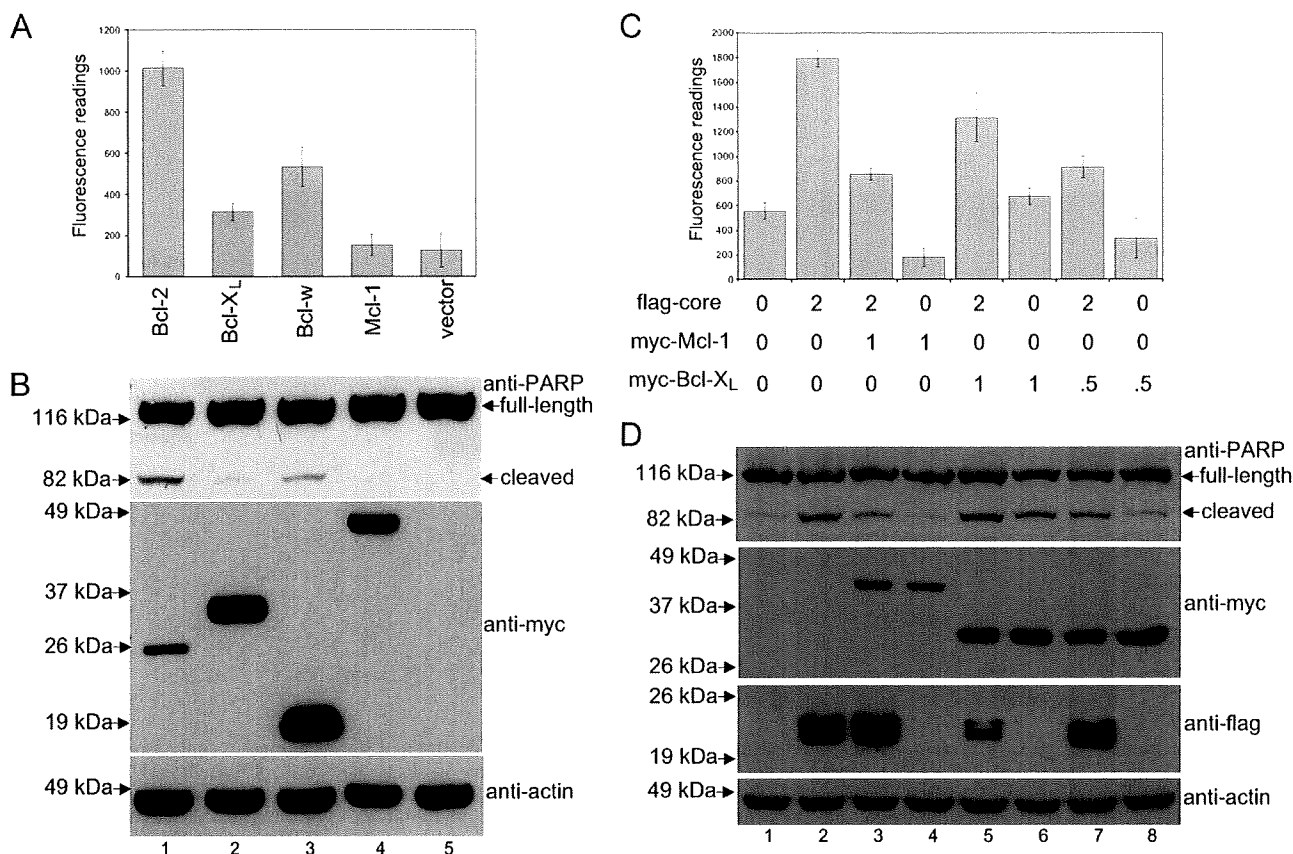 A
Fluorescence readings
1200
1000
800
600
400
200
0
Bcl-2
Bcl-XL
Bcl-w
Mcl-1
vector
B
anti-PARP
116 kDa
full-length
82 kDa
cleaved
49 kDa
37 kDa
anti-myc
26 kDa
19 kDa
49 kDa
anti-actin
1 2 3 4 5
C
Fluorescence readings
2000
1800
1600
1400
1200
1000
800
600
400
200
0
flag-core 0 2 2 0 2 0 2 0
myc-Mcl-1 0 0 1 1 0 0 0 0
myc-Bcl-XL 0 0 0 0 1 1 .5 .5
D
anti-PARP
116 kDa
full-length
82 kDa
cleaved
49 kDa
37 kDa
anti-myc
26 kDa
26 kDa
anti-flag
19 kDa
49 kDa
anti-actin
1 2 3 4 5 6 7 8